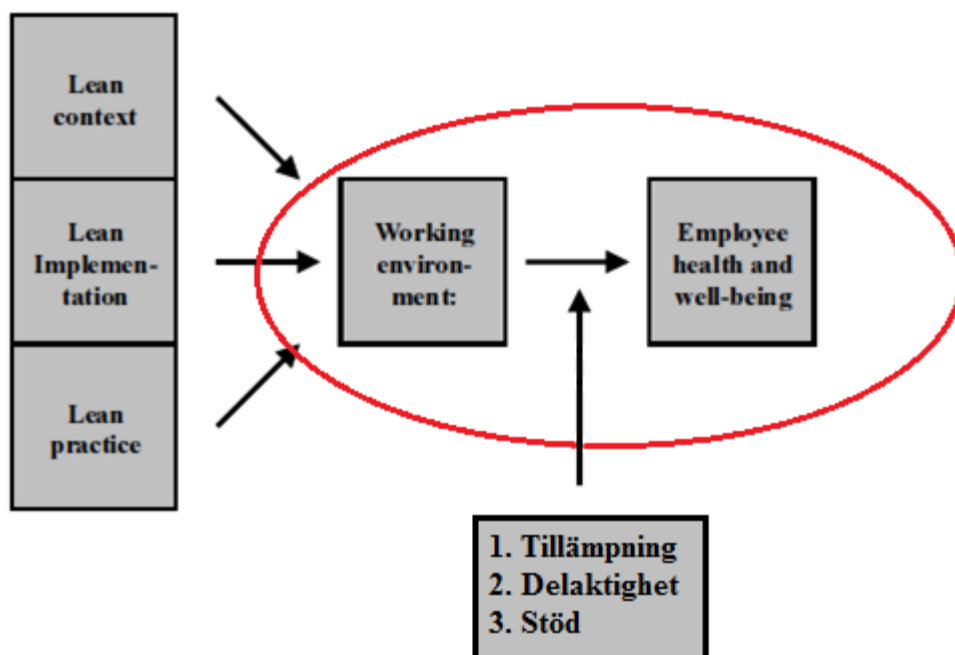 Lean
context
Lean
Implemen-
tation
Lean
practice
Working
environ-
ment:
Employee
health and
well-being
1. Tillämpning
2. Delaktighet
3. Stöd